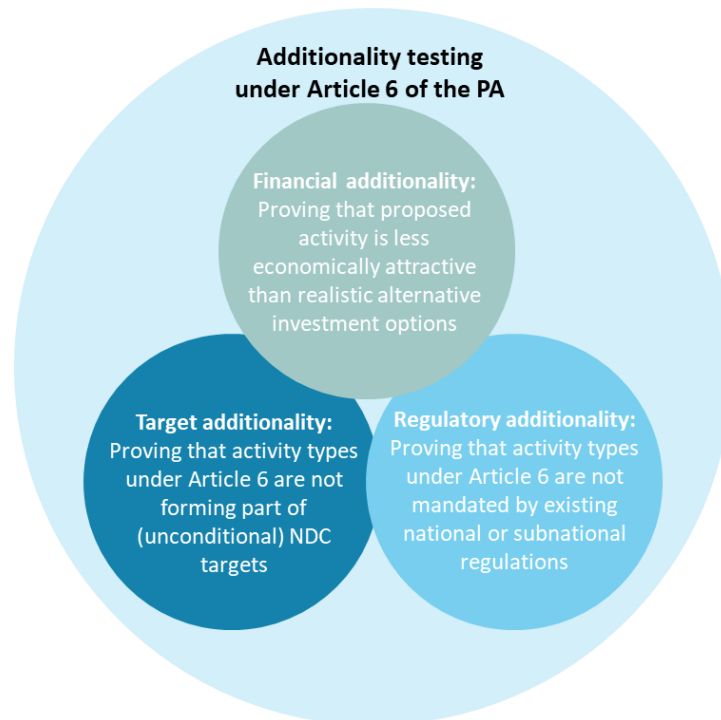 Additionality testing
under Article 6 of the PA
Financial additionality:
Proving that proposed
activity is less
economically attractive
than realistic alternative
investment options
Target additionality:
Proving that activity types
under Article 6 are not
forming part of
(unconditional) NDC
targets
Regulatory additionality:
Proving that activity types
under Article 6 are not
mandated by existing
national or subnational
regulations